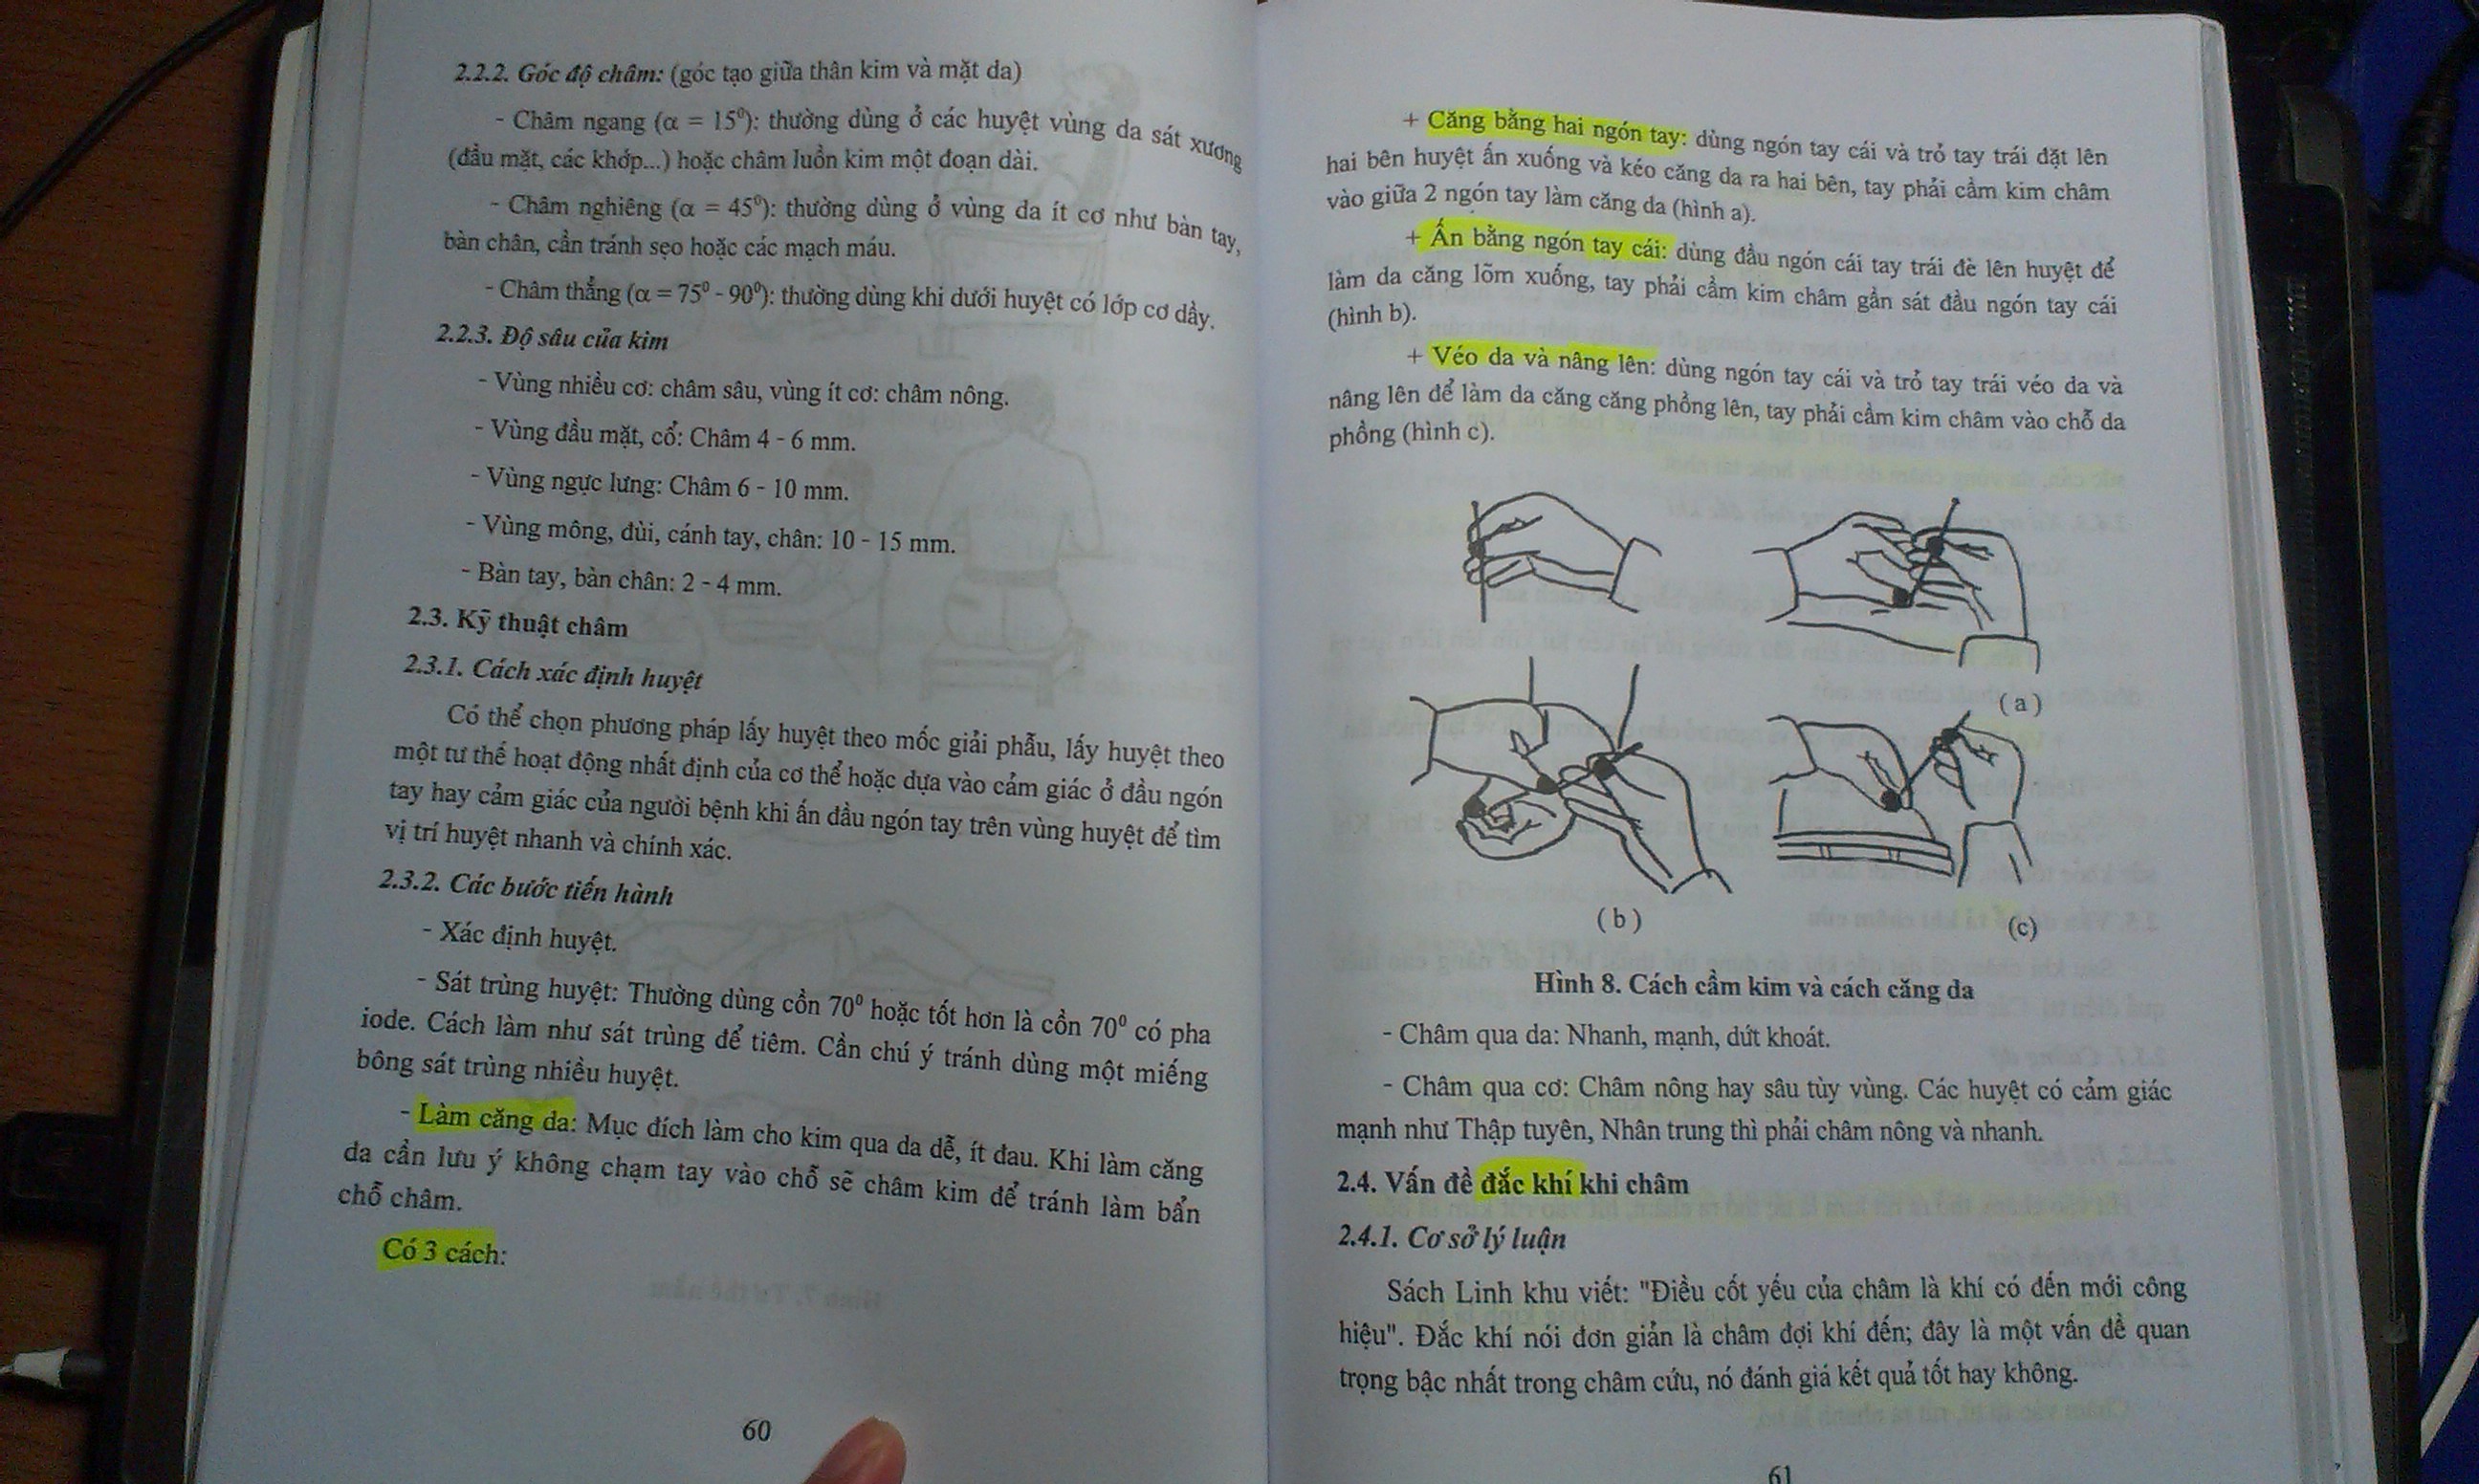 2.2.2. Góc độ châm: (góc tạo giữa thân kim và mặt da)
- Châm ngang (α = 15⁰): thường dùng ở các huyệt vùng da sát xương
(đầu mặt, các khớp...) hoặc châm luồn kim một đoạn dài.
- Châm nghiêng (α = 45⁰): thường dùng ở vùng da ít cơ như bàn tay,
bàn chân, cần tránh sẹo hoặc các mạch máu.
- Châm thẳng (α = 75⁰ - 90⁰): thường dùng khi dưới huyệt có lớp cơ dầy.
2.2.3. Độ sâu của kim
- Vùng nhiều cơ: châm sâu, vùng ít cơ: châm nông.
- Vùng đầu mặt, cổ: Châm 4 - 6 mm.
- Vùng ngực lưng: Châm 6 - 10 mm.
- Vùng mông, đùi, cánh tay, chân: 10 - 15 mm.
- Bàn tay, bàn chân: 2 - 4 mm.
2.3. Kỹ thuật châm
2.3.1. Cách xác định huyệt
Có thể chọn phương pháp lấy huyệt theo mốc giải phẫu, lấy huyệt theo
một tư thế hoạt động nhất định của cơ thể hoặc dựa vào cảm giác ở đầu ngón
tay hay cảm giác của người bệnh khi ấn đầu ngón tay trên vùng huyệt để tìm
vị trí huyệt nhanh và chính xác.
2.3.2. Các bước tiến hành
- Xác định huyệt.
- Sát trùng huyệt: Thường dùng cồn 70⁰ hoặc tốt hơn là cồn 70⁰ có pha
iode. Cách làm như sát trùng để tiêm. Cần chú ý tránh dùng một miếng
bông sát trùng nhiều huyệt.
- Làm căng da: Mục đích làm cho kim qua da dễ, ít đau. Khi làm căng
da cần lưu ý không chạm tay vào chỗ sẽ châm kim để tránh làm bẩn
chỗ châm.
Có 3 cách:
60
+ Căng bằng hai ngón tay: dùng ngón tay cái và trỏ tay trái đặt lên
hai bên huyệt ấn xuống và kéo căng da ra hai bên, tay phải cầm kim châm
vào giữa 2 ngón tay làm căng da (hình a).
+ Ấn bằng ngón tay cái: dùng đầu ngón cái tay trái đè lên huyệt để
làm da căng lõm xuống, tay phải cầm kim châm gần sát đầu ngón tay cái
(hình b).
+ Véo da và nâng lên: dùng ngón tay cái và trỏ tay trái véo da và
nâng lên để làm da căng căng phồng lên, tay phải cầm kim châm vào chỗ da
phồng (hình c).
(a)
(b)
(c)
Hình 8. Cách cầm kim và cách căng da
- Châm qua da: Nhanh, mạnh, dứt khoát.
- Châm qua cơ: Châm nông hay sâu tùy vùng. Các huyệt có cảm giác
mạnh như Thập tuyên, Nhân trung thì phải châm nông và nhanh.
2.4. Vấn đề đắc khí khi châm
2.4.1. Cơ sở lý luận
Sách Linh khu viết: "Điều cốt yếu của châm là khí có đến mới công
hiệu". Đắc khí nói đơn giản là châm đợi khí đến; đây là một vấn đề quan
trọng bậc nhất trong châm cứu, nó đánh giá kết quả tốt hay không.
61